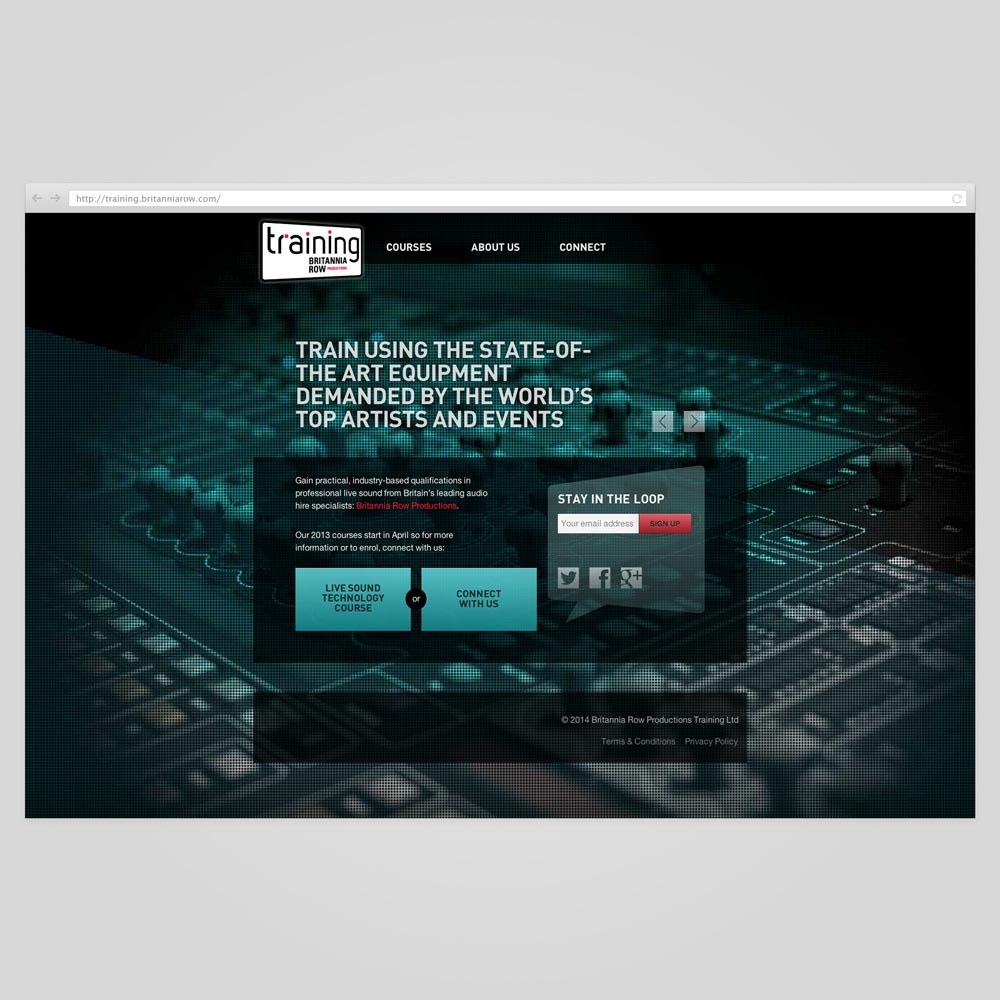 http://training.britanniarow.com/
training
BRITANNIA
ROW PRODUCTIONS
COURSES
ABOUT US
CONNECT
TRAIN USING THE STATE-OF-
THE ART EQUIPMENT
DEMANDED BY THE WORLD’S
TOP ARTISTS AND EVENTS
Gain practical, industry-based qualifications in
professional live sound from Britain’s leading audio
hire specialists: Britannia Row Productions.
Our 2013 courses start in April so for more
information or to enrol, connect with us:
LIVE SOUND
TECHNOLOGY
COURSE
or
CONNECT
WITH US
STAY IN THE LOOP
Your email address
SIGN UP
© 2014 Britannia Row Productions Training Ltd
Terms & Conditions
Privacy Policy